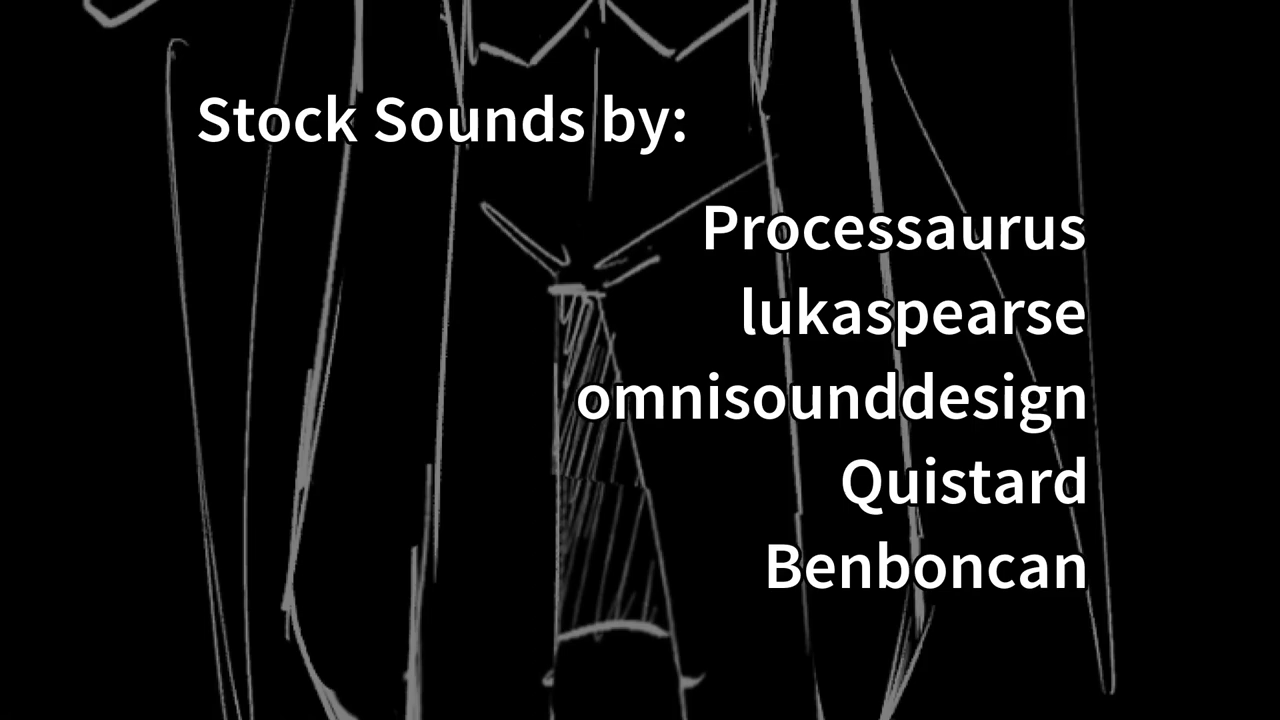 Stock Sounds by:
Processaurus
lukaspearse
omnisounddesign
Quistard
Benboncan